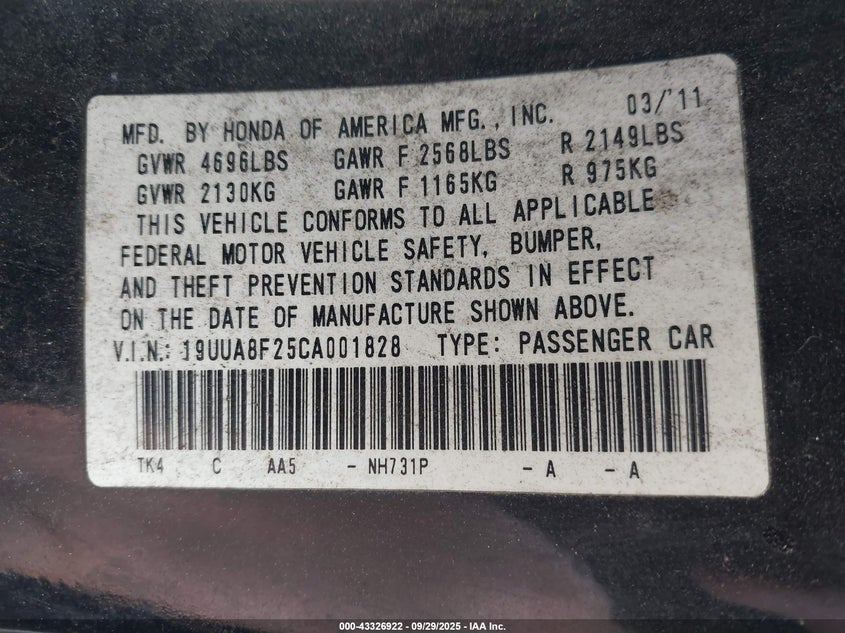 MFD. BY HONDA OF AMERICA MFG., INC. 03/'11
GVWR 4696LBS GAWR F 2568LBS R 2149LBS
GVWR 2130KG GAWR F 1165KG R 975KG
THIS VEHICLE CONFORMS TO ALL APPLICABLE
FEDERAL MOTOR VEHICLE SAFETY, BUMPER,
AND THEFT PREVENTION STANDARDS IN EFFECT
ON THE DATE OF MANUFACTURE SHOWN ABOVE.
V.I.N.: 19UUA8F25CA001828 TYPE: PASSENGER CAR
TK4 C AA5 - NH731P - A - A
000-43326922 - 09/29/2025 - IAA Inc.